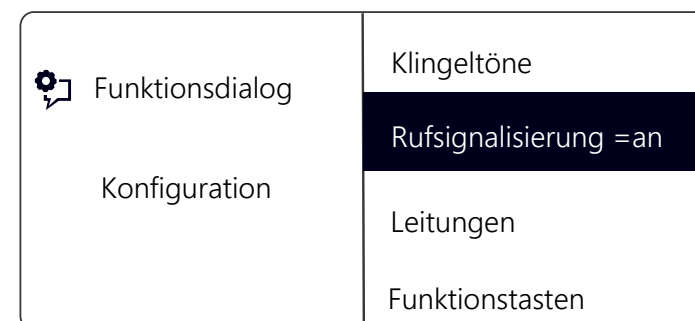 Funktionsdialog
Konfiguration
Klingeltöne
Rufsignalisierung =an
Leitungen
Funktionstasten